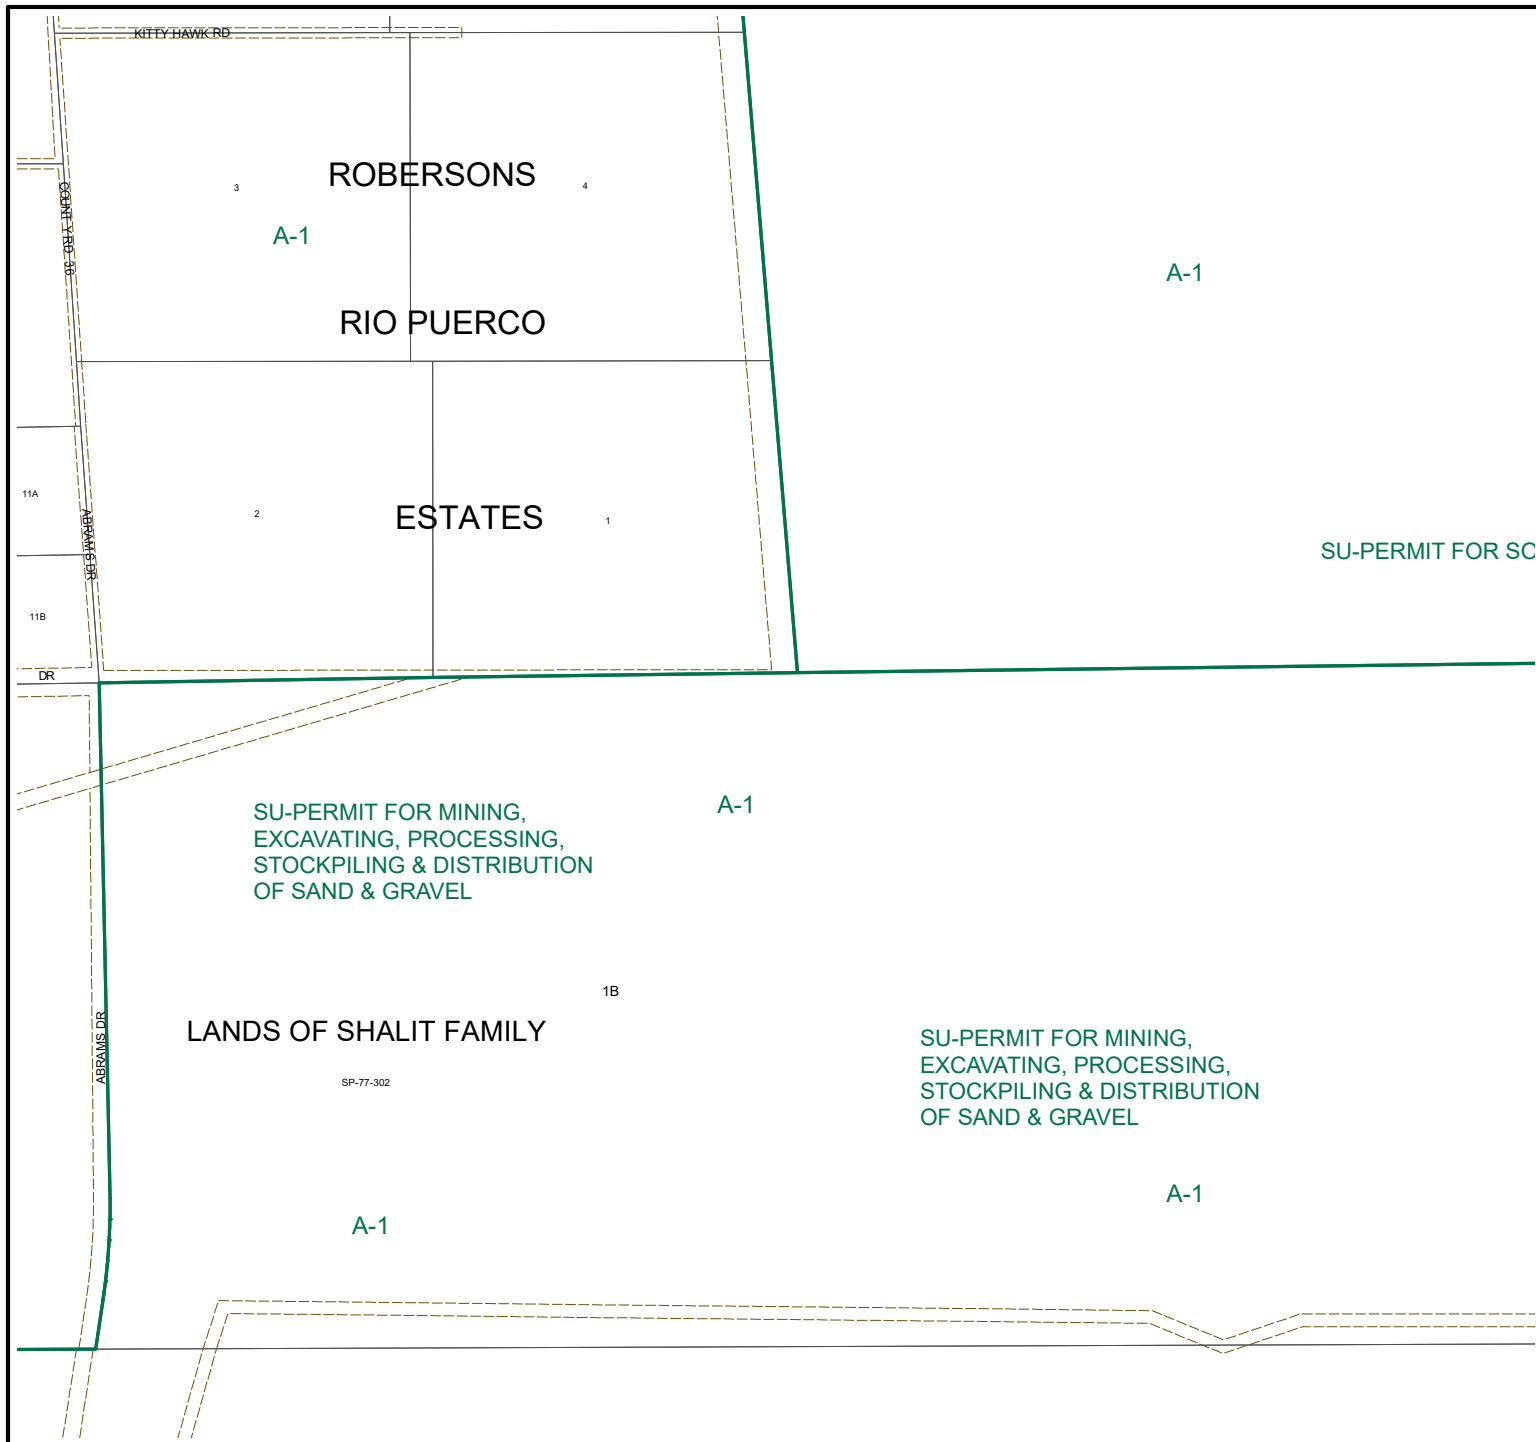 KITTY HAWK RD
ROBERSONS
3
4
COUNTY RD 36
A-1
A-1
RIO PUERCO
11A
2
ESTATES
1
ABRAMS DR
SU-PERMIT FOR SO
11B
DR
SU-PERMIT FOR MINING,
EXCAVATING, PROCESSING,
STOCKPILING & DISTRIBUTION
OF SAND & GRAVEL
A-1
1B
LANDS OF SHALIT FAMILY
ABRAMS DR
SP-77-302
SU-PERMIT FOR MINING,
EXCAVATING, PROCESSING,
STOCKPILING & DISTRIBUTION
OF SAND & GRAVEL
A-1
A-1